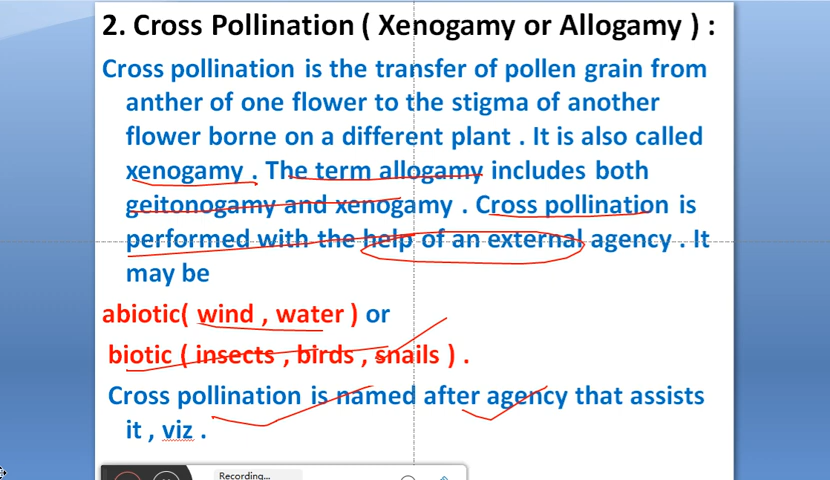 2. Cross Pollination ( Xenogamy or Allogamy ) :
Cross pollination is the transfer of pollen grain from
anther of one flower to the stigma of another
flower borne on a different plant . It is also called
xenogamy . The term allogamy includes both
geitonogamy and xenogamy . Cross pollination is
performed with the help of an external agency . It
may be
abiotic( wind , water ) or
biotic ( insects , birds , snails ) .
Cross pollination is named after agency that assists
it , viz .
Recording...